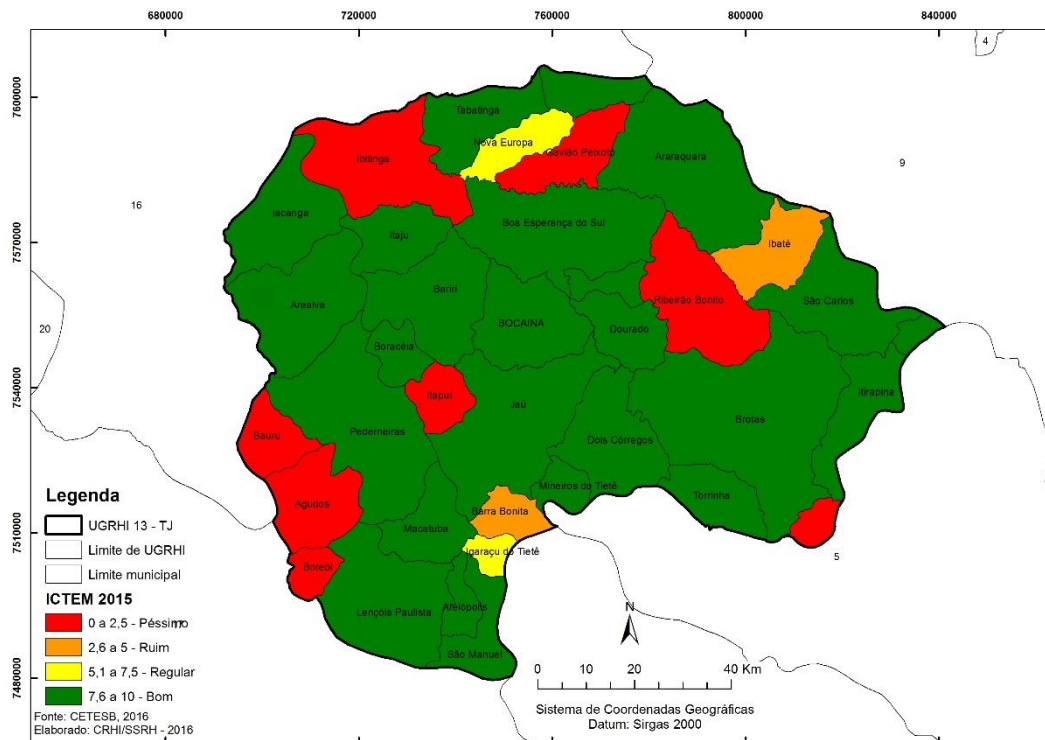 680000 720000 760000 800000 840000
4
7600000
Tabatinga
Nova Europa
Gavião Peixoto
Ibitinga
Araraquara
9
16
Iacanga
Boa Esperança do Sul
7570000
Itaju
Ibaté
Bariri
Ribeirão Bonito
São Carlos
Arealva
20
BOCAINA
Dourado
Boracéia
7540000
Itapuí
Jaú
Itirapina
Brotas
Bauru
Pederneiras
Dois Córregos
Mineiros do Tietê
Torrinha
Agudos
Barra Bonita
Macatuba
7510000
Igaraçu do Tietê
5
Borebi
Lençóis Paulista
Areiópolis
São Manuel
7480000
Legenda
UGRHI 13 - TJ
Limite de UGRHI
Limite municipal
ICTEM 2015
0 a 2,5 - Péssimo
17
2,6 a 5 - Ruim
5,1 a 7,5 - Regular
7,6 a 10 - Bom
Fonte: CETESB, 2016
Elaborado: CRHI/SSRH - 2016
N
0 10 20 40 Km
Sistema de Coordenadas Geográficas
Datum: Sirgas 2000